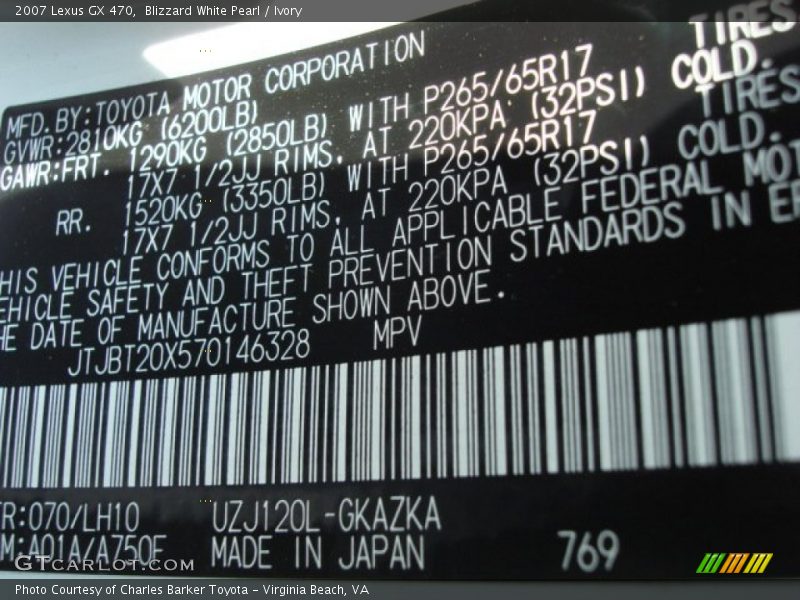 2007 Lexus GX 470, Blizzard White Pearl / Ivory
MFD. BY: TOYOTA MOTOR CORPORATION
GVWR: 2810KG (6200LB)
GAWR: FRT. 1290KG (2850LB) WITH P265/65R17 TIRES
17X7 1/2JJ RIMS, AT 220KPA (32PSI) COLD.
RR. 1520KG (3350LB) WITH P265/65R17 TIRES
17X7 1/2JJ RIMS, AT 220KPA (32PSI) COLD.
HIS VEHICLE CONFORMS TO ALL APPLICABLE FEDERAL MOT
EHICLE SAFETY AND THEFT PREVENTION STANDARDS IN EF
HE DATE OF MANUFACTURE SHOWN ABOVE.
JTJBT20X570146328 MPV
TR:070/LH10 UZJ120L-GKAZKA
M:A01A/A750F MADE IN JAPAN 769
GTCARLOT.COM
Photo Courtesy of Charles Barker Toyota - Virginia Beach, VA